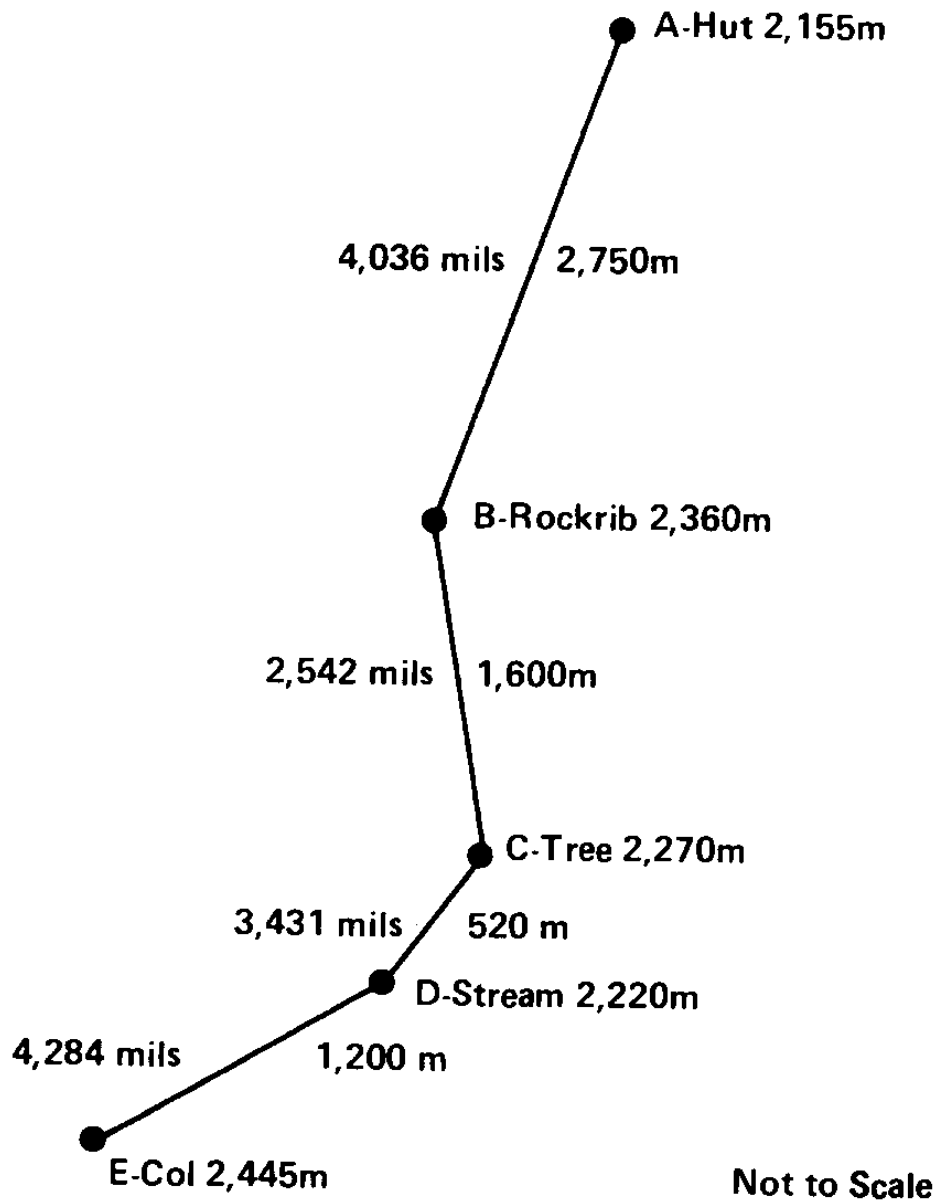 A-Hut 2,155m
4,036 mils 2,750m
B-Rockrib 2,360m
2,542 mils 1,600m
C-Tree 2,270m
3,431 mils 520 m
D-Stream 2,220m
4,284 mils 1,200 m
E-Col 2,445m
Not to Scale